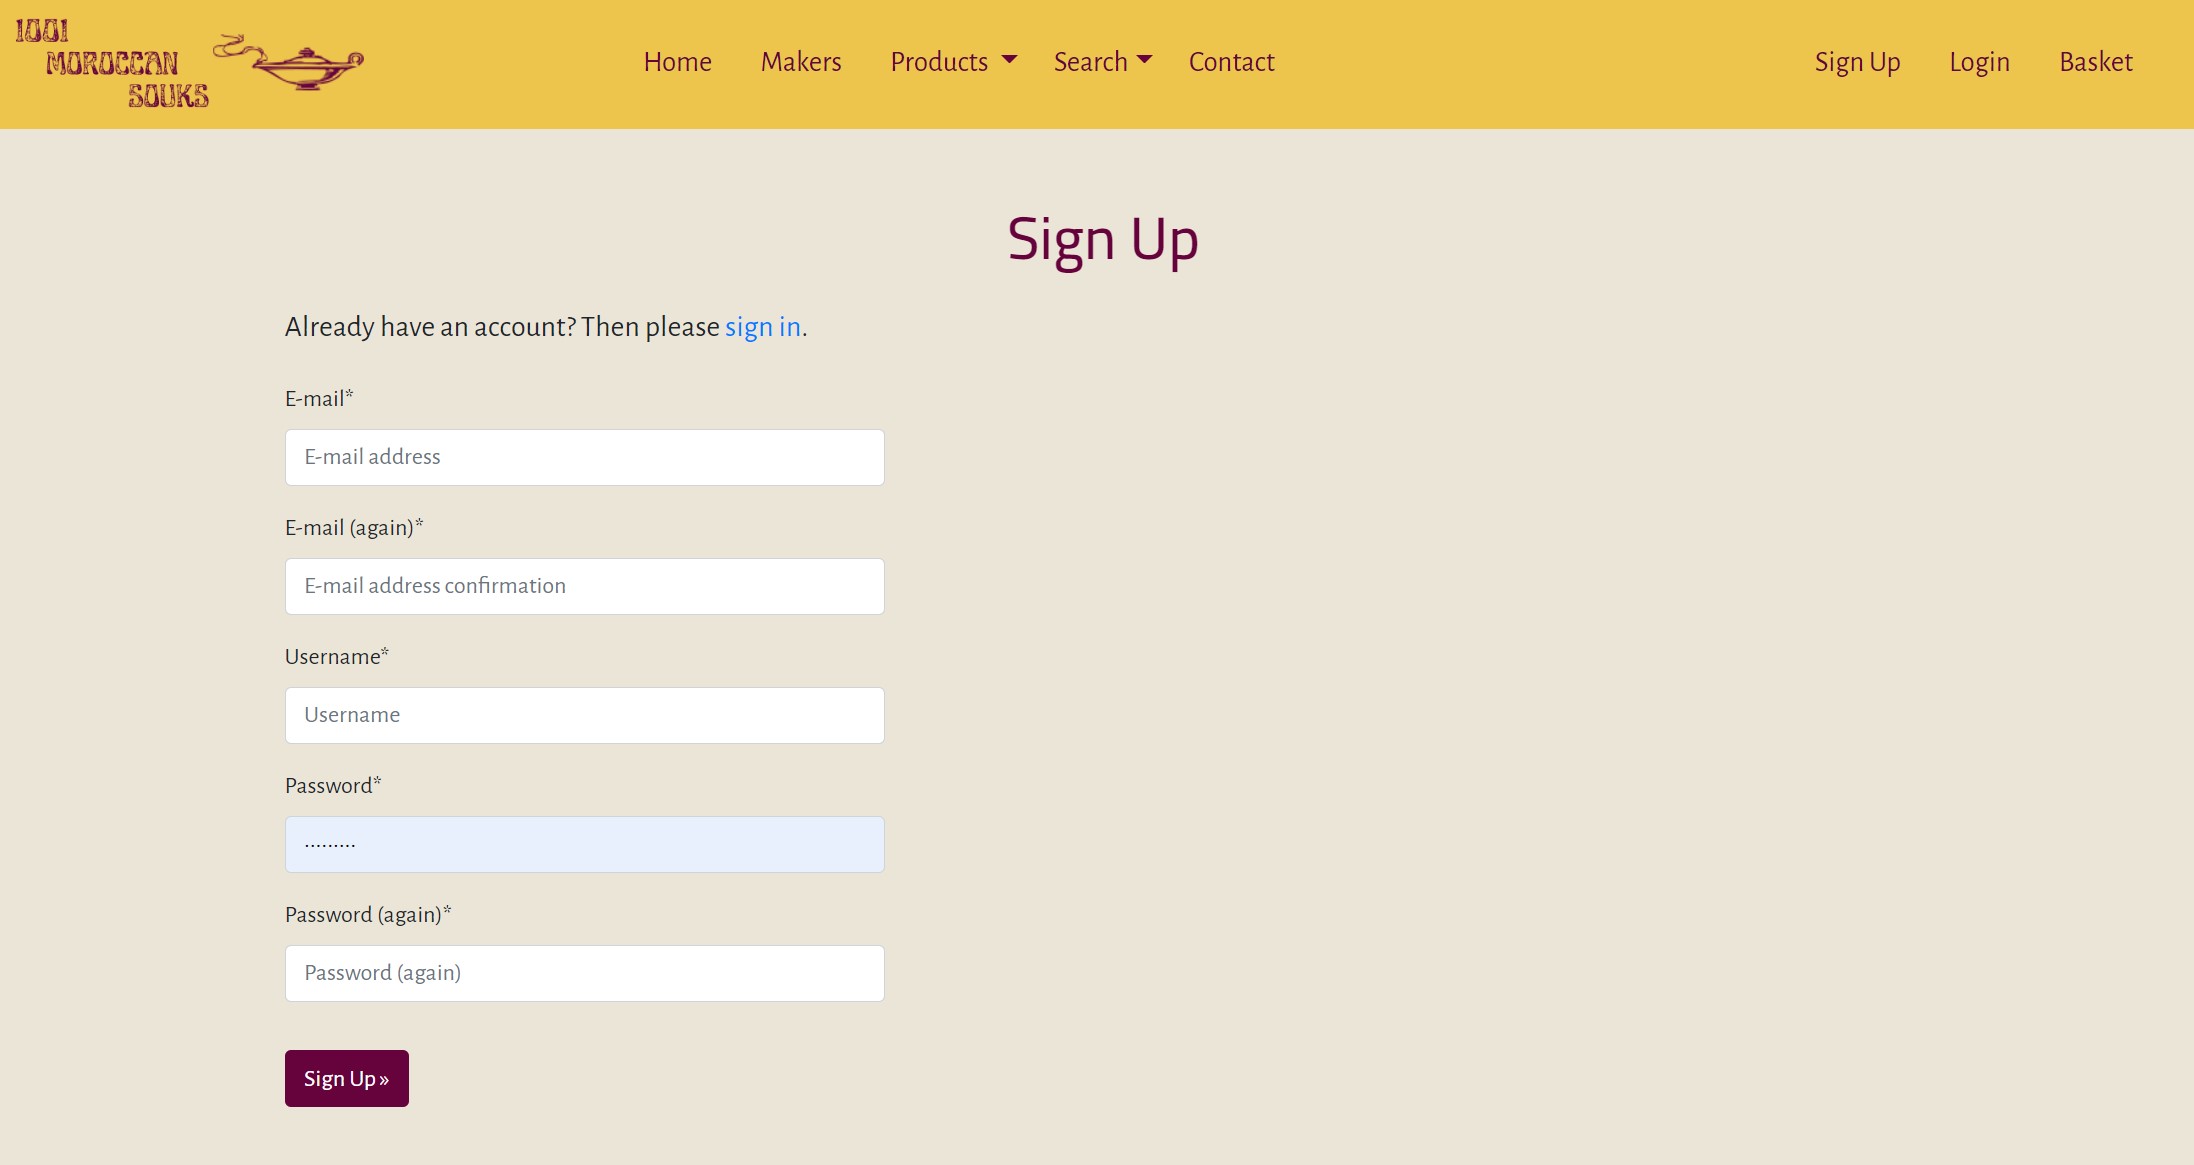 1001
MOROCCAN
SOUKS
Home Makers Products Search Contact
Sign Up Login Basket
Sign Up
Already have an account? Then please sign in.
E-mail*
E-mail address
E-mail (again)*
E-mail address confirmation
Username*
Username
Password*
.........
Password (again)*
Password (again)
Sign Up »